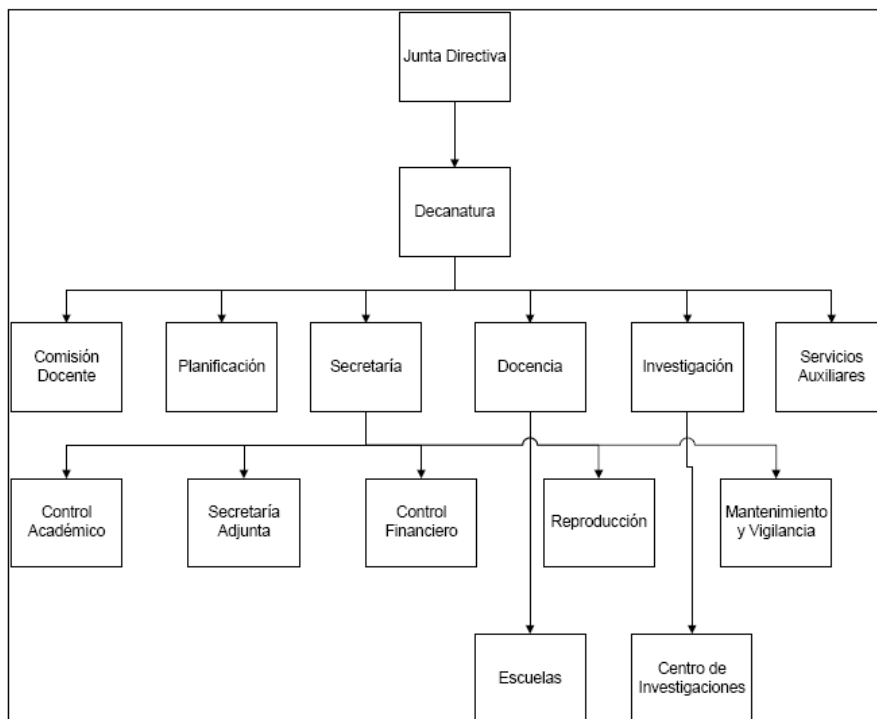 Junta Directiva
Decanatura
Comisión
Docente
Planificación
Secretaría
Docencia
Investigación
Servicios
Auxiliares
Control
Académico
Secretaría
Adjunta
Control
Financiero
Reproducción
Mantenimiento
y Vigilancia
Escuelas
Centro de
Investigaciones